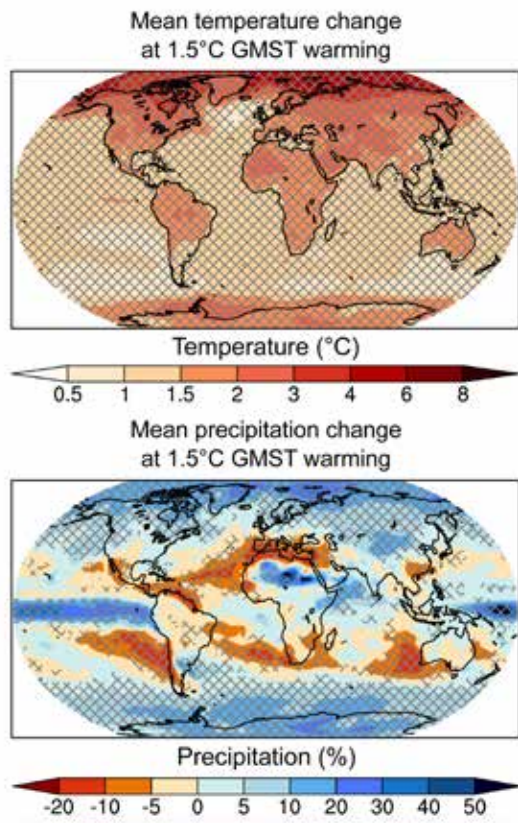 Mean temperature change
at 1.5°C GMST warming
Temperature (°C)
0.5 1 1.5 2 3 4 6 8
Mean precipitation change
at 1.5°C GMST warming
Precipitation (%)
-20 -10 -5 0 5 10 20 30 40 50